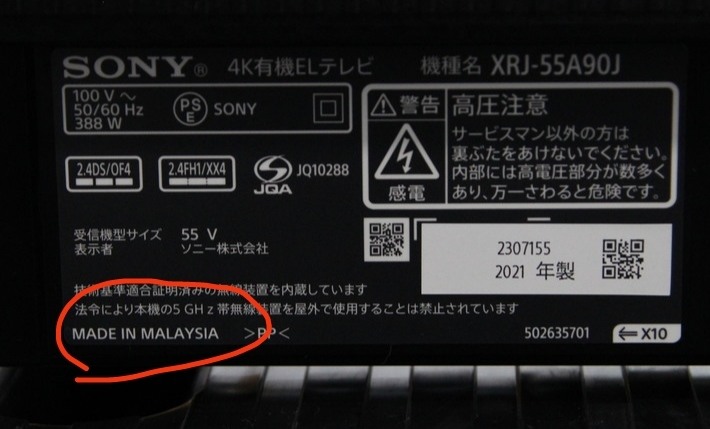 SONY® 4K有機ELテレビ 機種名 XRJ-55A90J
100 V～
50/60 Hz
388 W
PS
E
SONY
警告 高圧注意
サービスマン以外の方は
裏ぶたをあけないでください。
内部には高電圧部分が数多く
あり、万一さわると危険です。
感電
2.4DS/OF4
2.4FH1/XX4
JQA
JQ10288
受信機型サイズ 55 V
表示者 ソニー株式会社
2307155
2021 年製
技術基準適合証明済みの無線装置を内蔵しています
法令により本機の5 GHz 帯無線装置を屋外で使用することは禁止されています
MADE IN MALAYSIA >PP<
502635701
⇐X10